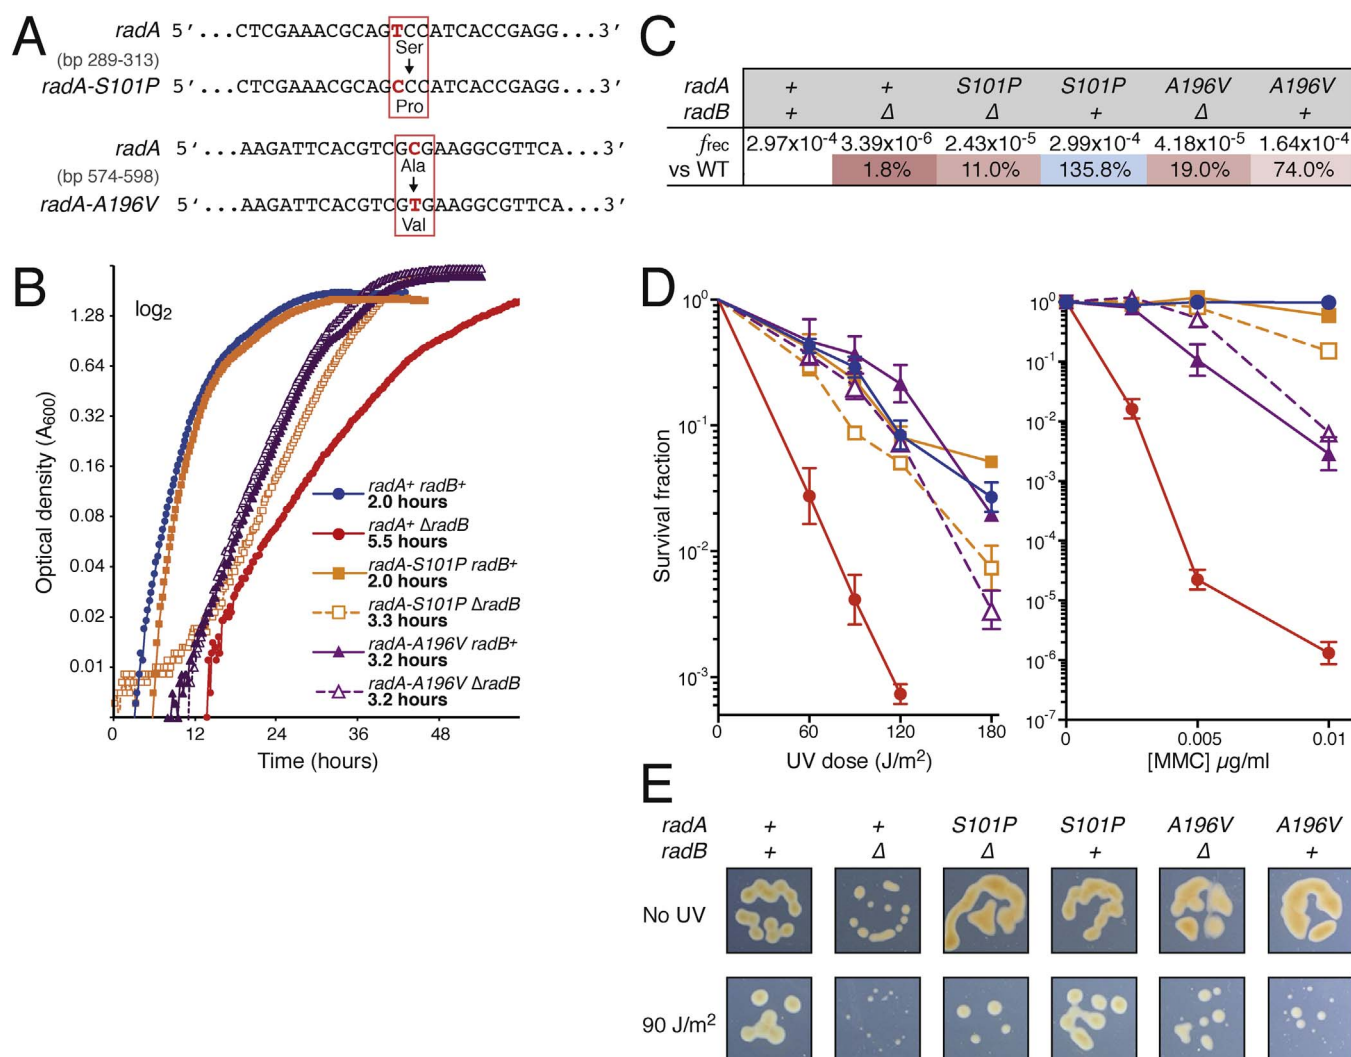 A
radA 5’...CTCGAAACGCAGTCCATCACCGAGG...3’
(bp 289-313)
Ser
radA-S101P 5’...CTCGAAACGCAGCCCATCACCGAGG...3’
Pro
radA 5‘...AAGATTCACGTCGCGGAAGGCGTTCA...3’
(bp 574-598)
Ala
radA-A196V 5‘...AAGATTCACGTCGTGGAAGGCGTTCA...3’
Val
B
log2
Optical density (A600)
1.28
0.64
0.32
0.16
0.08
0.04
0.02
0.01
radA+ radB+
2.0 hours
radA+ ΔradB
5.5 hours
radA-S101P radB+
2.0 hours
radA-S101P ΔradB
3.3 hours
radA-A196V radB+
3.2 hours
radA-A196V ΔradB
3.2 hours
0 12 24 36 48
Time (hours)
C
radA + + S101P S101P A196V A196V
radB + Δ Δ + Δ +
frec 2.97x10-4 3.39x10-6 2.43x10-5 2.99x10-4 4.18x10-5 1.64x10-4
vs WT 1.8% 11.0% 135.8% 19.0% 74.0%
D
Survival fraction
100
10-1
10-2
10-3
0 60 90 120 180
UV dose (J/m2)
100
10-1
10-2
10-3
10-4
10-5
10-6
10-7
0 0.005 0.01
[MMC] µg/ml
E
radA + + S101P S101P A196V A196V
radB + Δ Δ + Δ +
No UV
90 J/m2